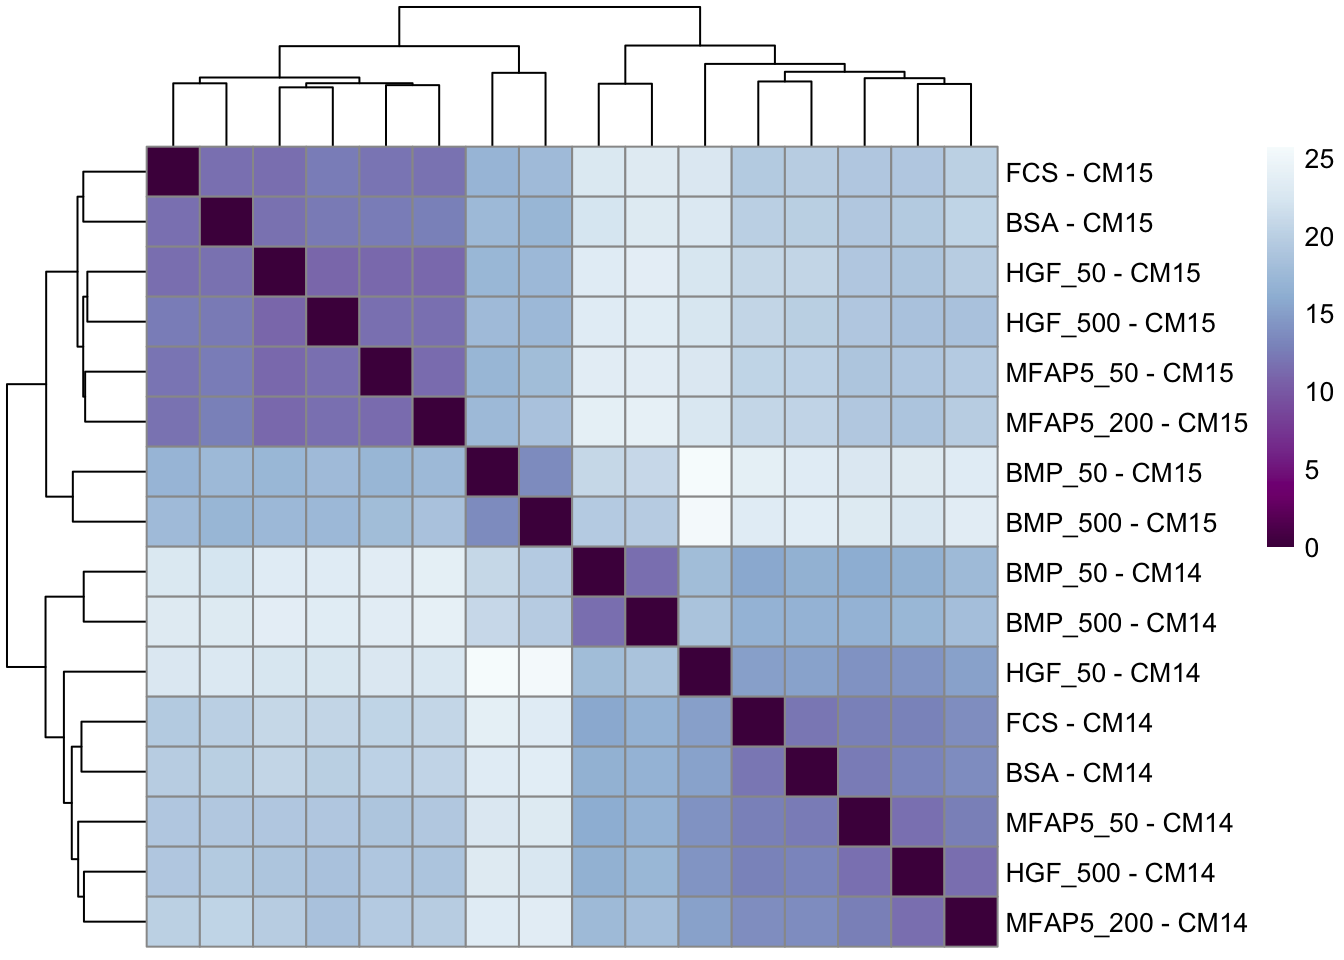 FCS - CM15
BSA - CM15
HGF_50 - CM15
HGF_500 - CM15
MFAP5_50 - CM15
MFAP5_200 - CM15
BMP_50 - CM15
BMP_500 - CM15
BMP_50 - CM14
BMP_500 - CM14
HGF_50 - CM14
FCS - CM14
BSA - CM14
MFAP5_50 - CM14
HGF_500 - CM14
MFAP5_200 - CM14
25
20
15
10
5
0